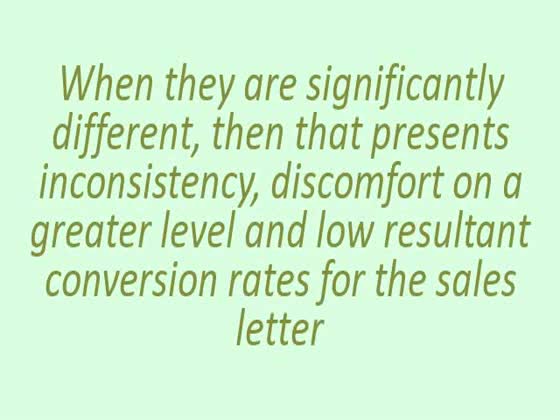 When they are significantly
different, then that presents
inconsistency, discomfort on a
greater level and low resultant
conversion rates for the sales
letter